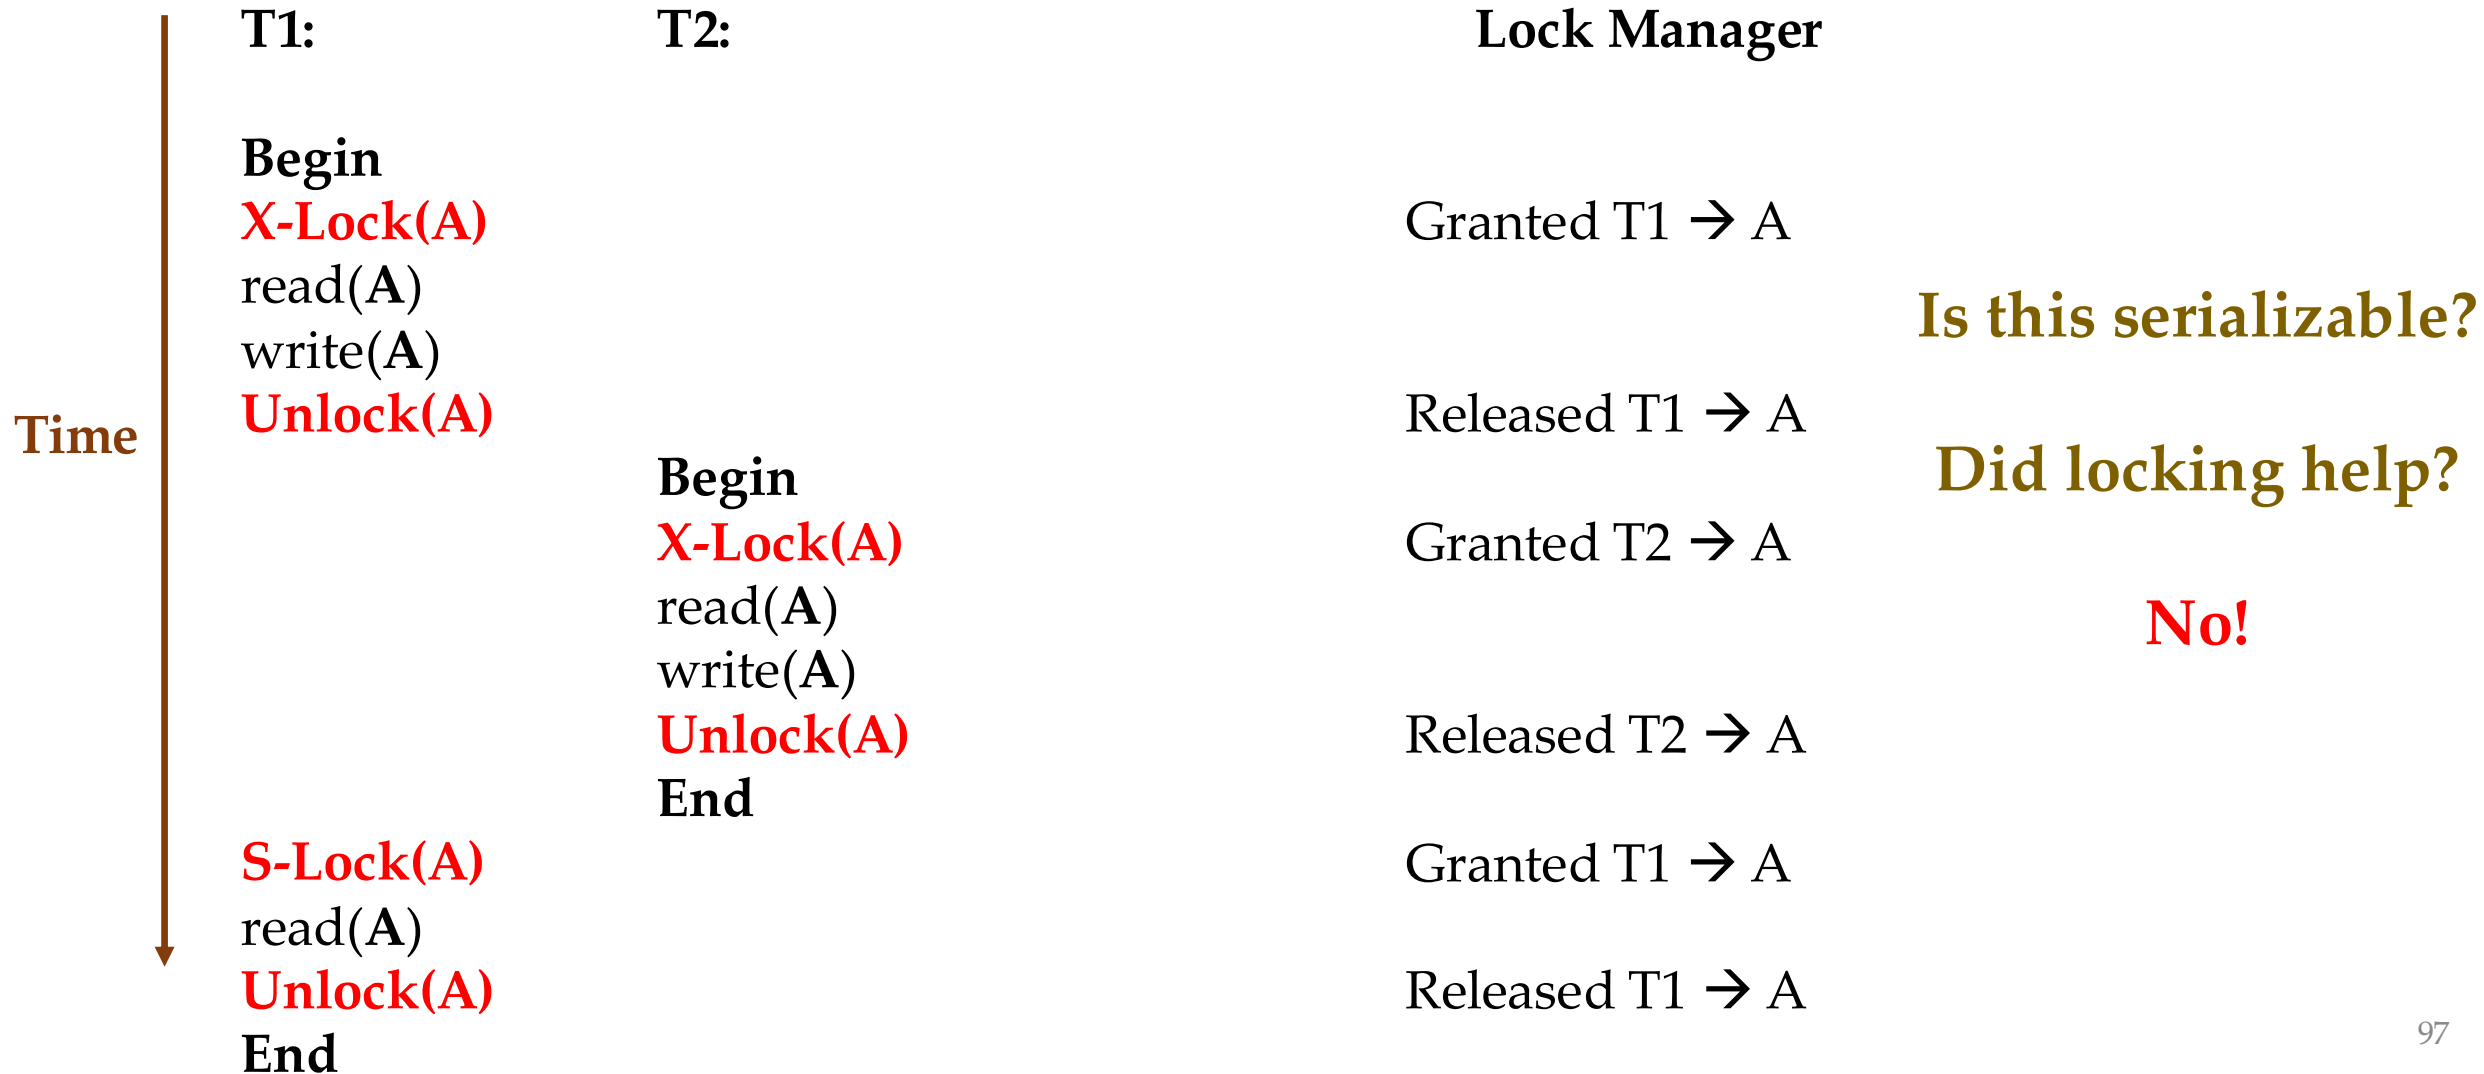 T1: T2: Lock Manager
Begin
X-Lock(A) Granted T1 → A
read(A)
Is this serializable?
write(A)
Unlock(A) Released T1 → A
Time
Begin
Did locking help?
X-Lock(A) Granted T2 → A
read(A)
No!
write(A)
Unlock(A) Released T2 → A
End
S-Lock(A) Granted T1 → A
read(A)
Unlock(A) Released T1 → A
97
End